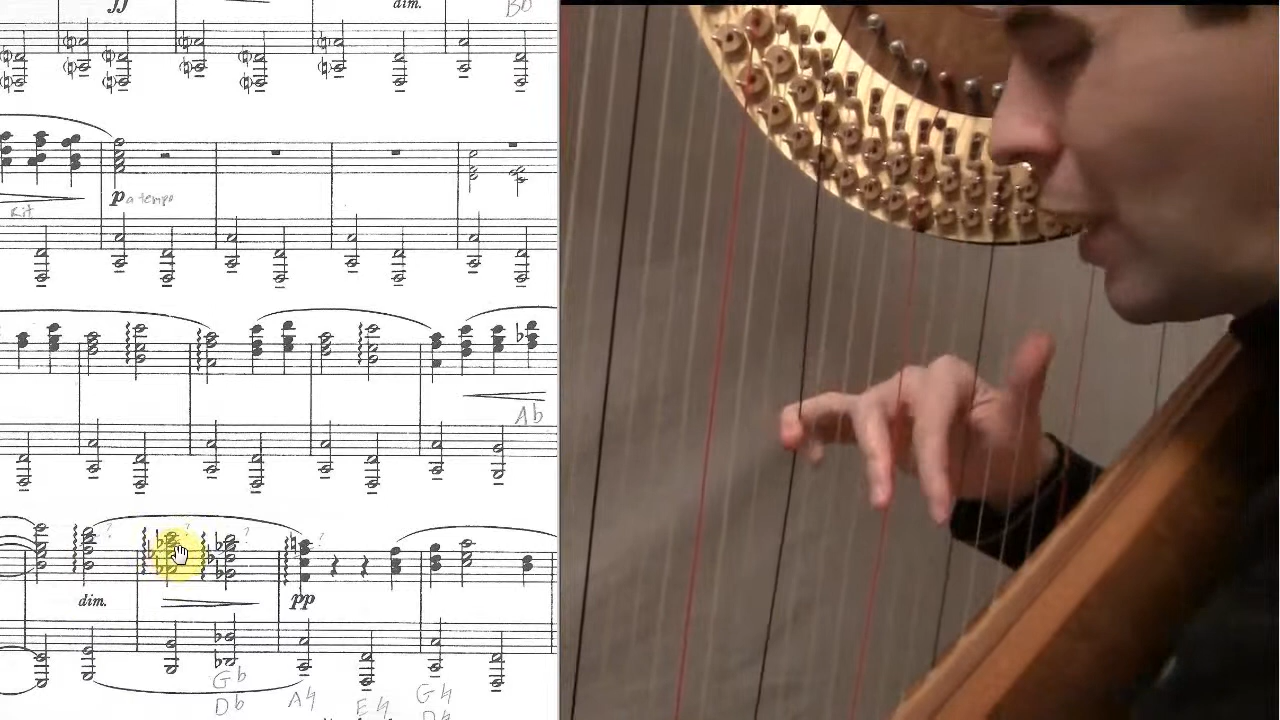 ff dim. Bb
p a tempo
Rit
Ab
? ? ? ?
dim. pp
Gb
Db A♮ E♮ G♮